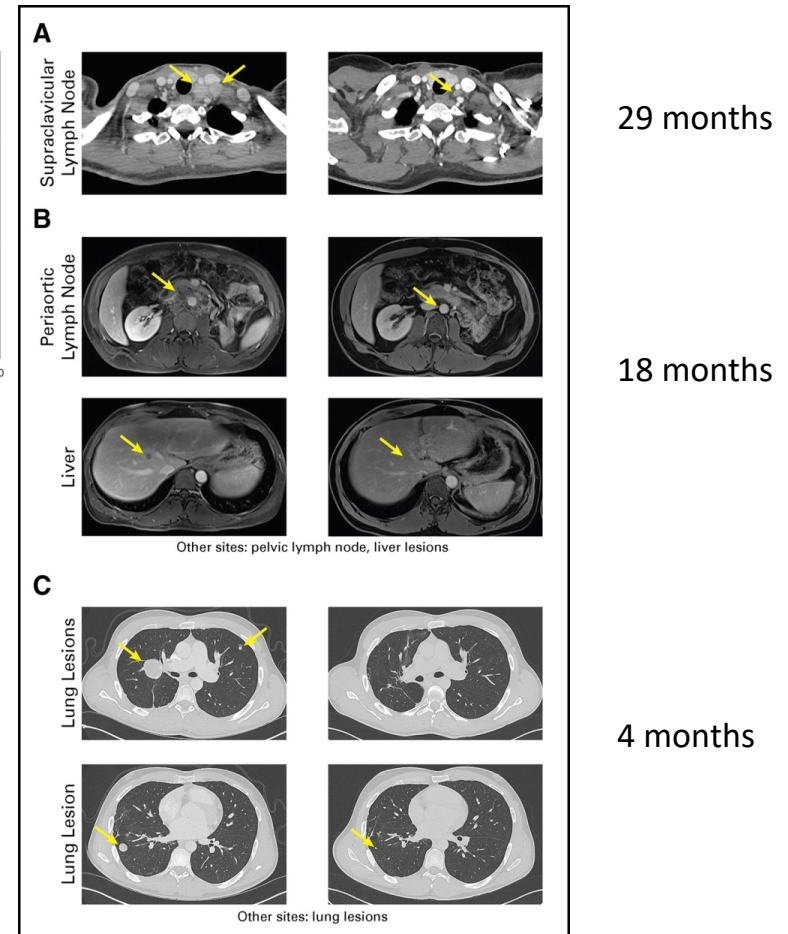 A
Supraclavicular
Lymph Node
29 months
B
Periaortic
Lymph Node
0
18 months
Liver
Other sites: pelvic lymph node, liver lesions
C
Lung Lesions
4 months
Lung Lesion
Other sites: lung lesions